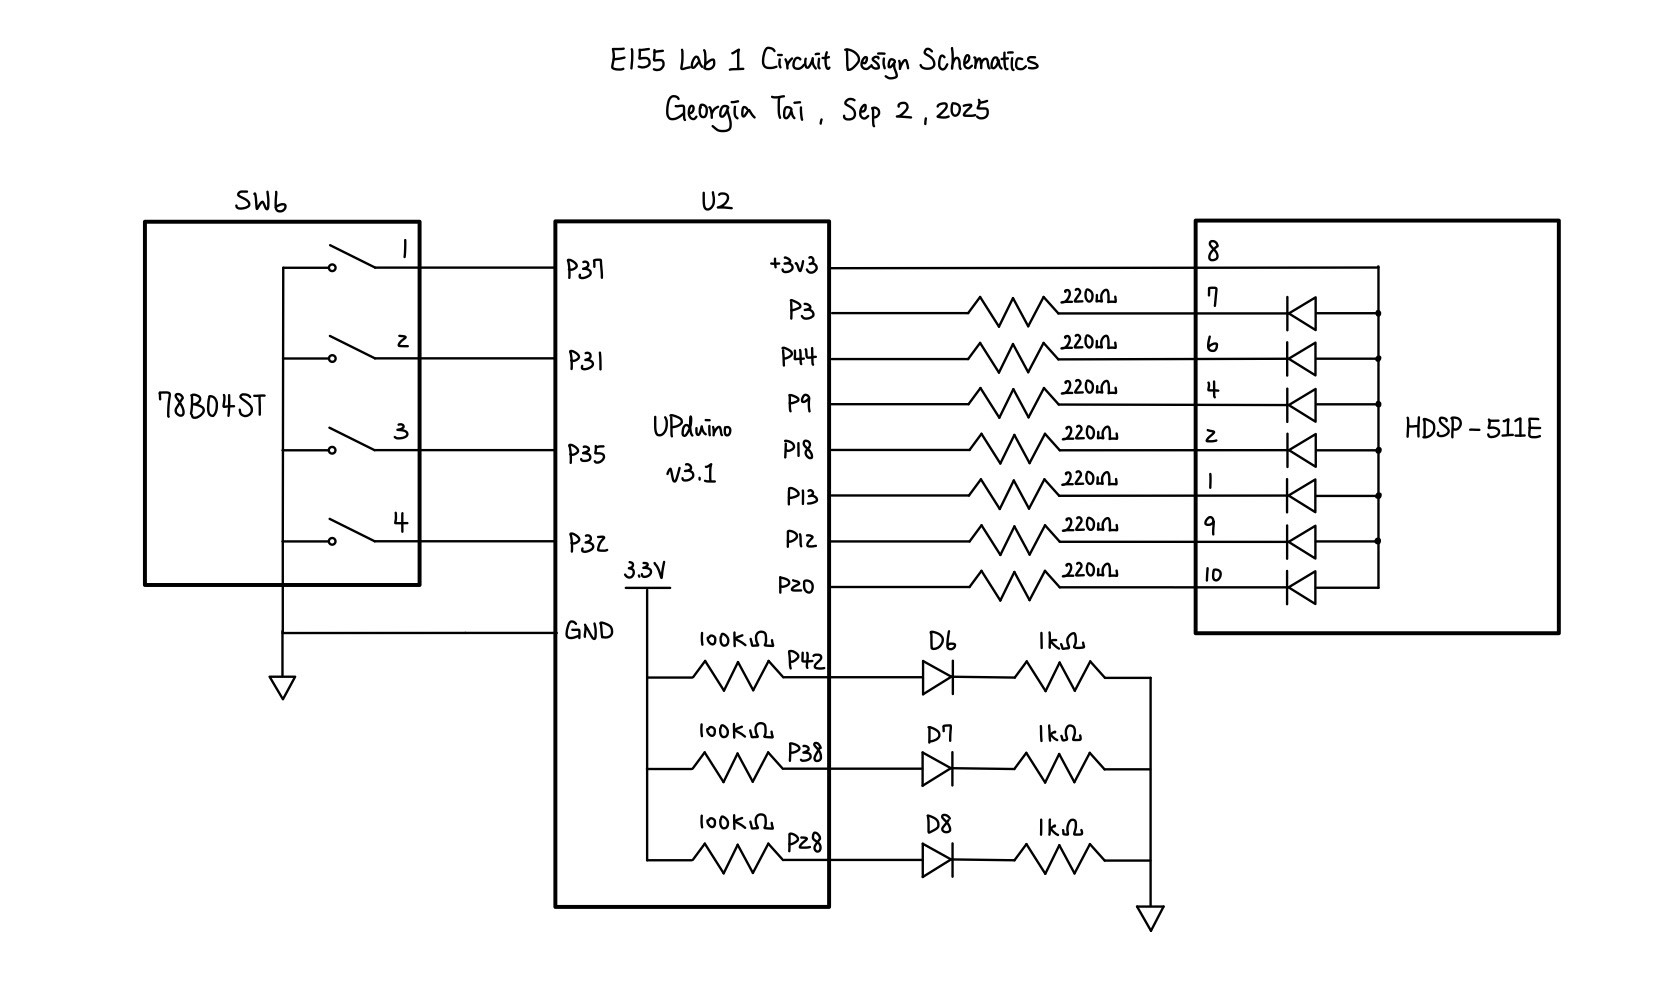 E155 Lab 1 Circuit Design Schematics
Georgia Tai, Sep 2, 2025
SW6
U2
1
P37
+3v3
8
P3
220Ω
7
2
P31
P44
220Ω
6
78B04ST
P9
220Ω
4
HDSP-511E
UPduino
v3.1
3
P35
P18
220Ω
2
P13
220Ω
1
4
P32
P12
220Ω
9
3.3V
P20
220Ω
10
GND
100KΩ
P42
D6
1kΩ
100KΩ
P38
D7
1kΩ
100KΩ
P28
D8
1kΩ